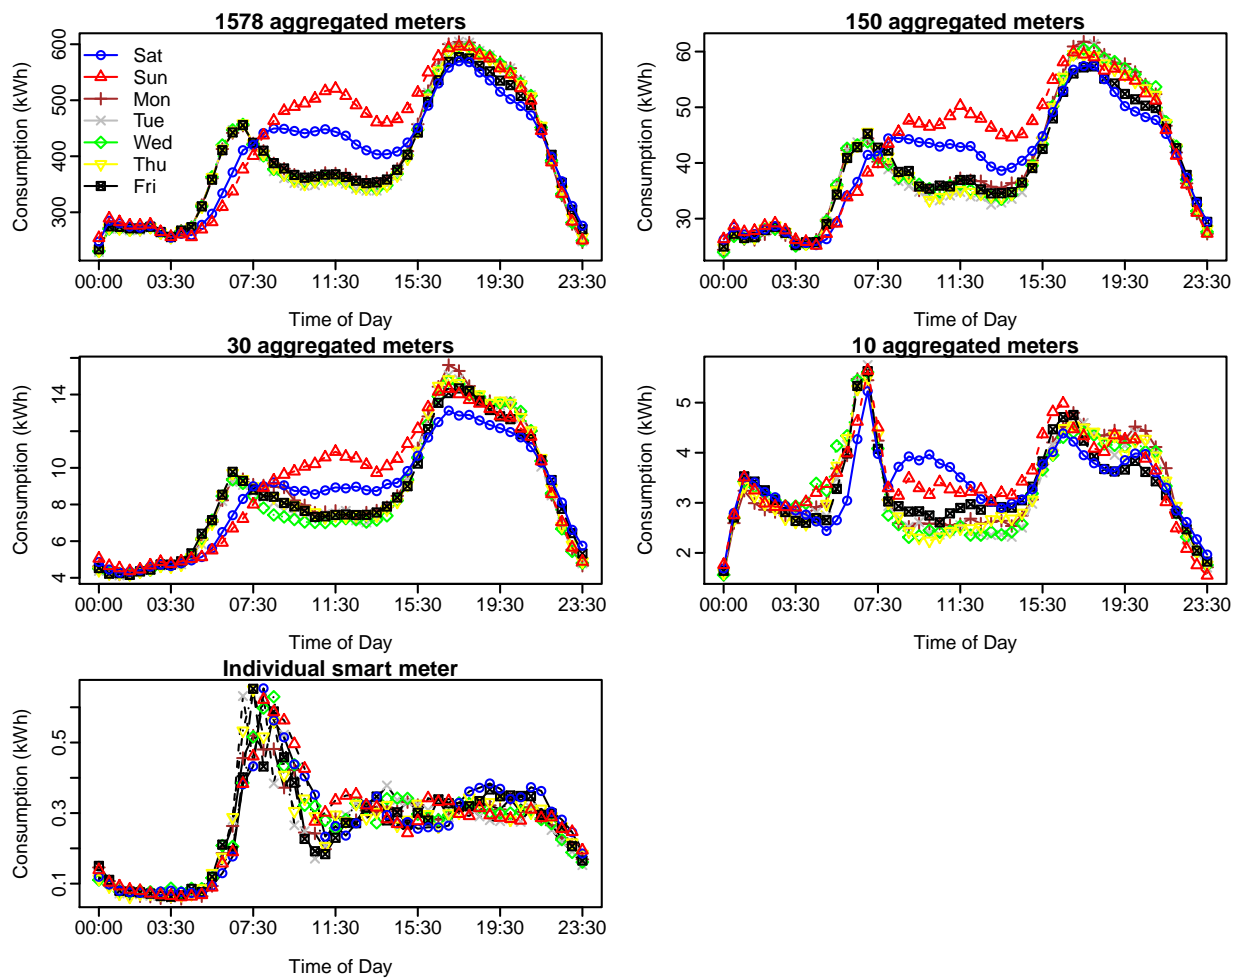 1578 aggregated meters
Consumption (kWh)
600
500
400
300
Sat
Sun
Mon
Tue
Wed
Thu
Fri
00:00 03:30 07:30 11:30 15:30 19:30 23:30
Time of Day
150 aggregated meters
Consumption (kWh)
60
50
40
30
00:00 03:30 07:30 11:30 15:30 19:30 23:30
Time of Day
30 aggregated meters
Consumption (kWh)
14
10
8
6
4
00:00 03:30 07:30 11:30 15:30 19:30 23:30
Time of Day
10 aggregated meters
Consumption (kWh)
5
4
3
2
00:00 03:30 07:30 11:30 15:30 19:30 23:30
Time of Day
Individual smart meter
Consumption (kWh)
0.5
0.3
0.1
00:00 03:30 07:30 11:30 15:30 19:30 23:30
Time of Day